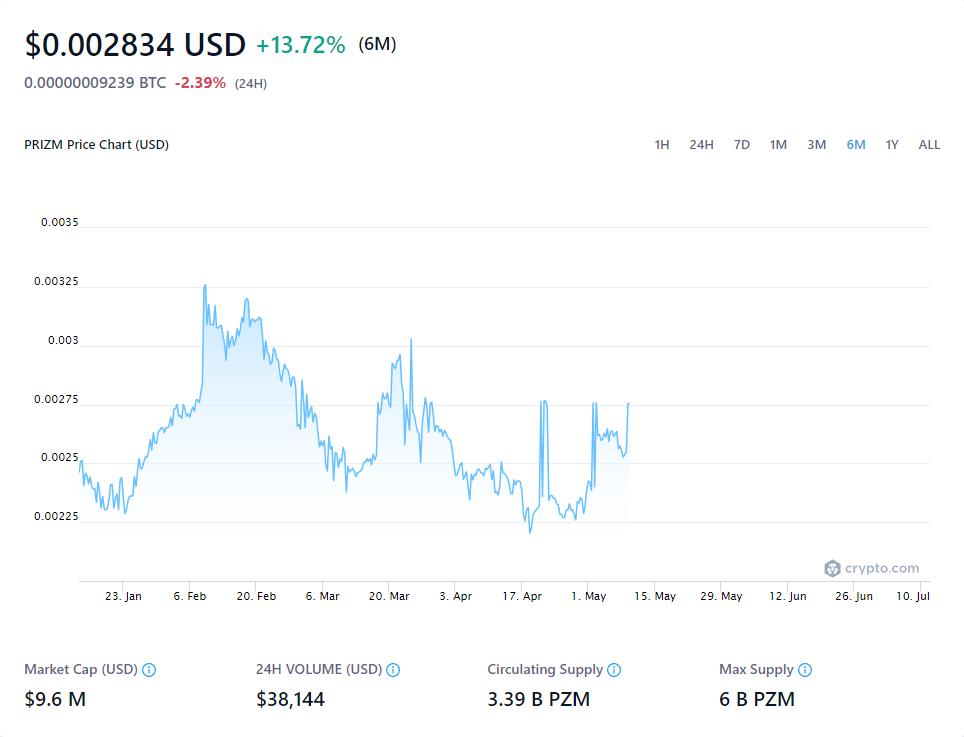 $0.002834 USD +13.72% (6M)
0.00000009239 BTC -2.39% (24H)
PRIZM Price Chart (USD) 1H 24H 7D 1M 3M 6M 1Y ALL
0.0035
0.00325
0.003
0.00275
0.0025
0.00225
crypto.com
23. Jan 6. Feb 20. Feb 6. Mar 20. Mar 3. Apr 17. Apr 1. May 15. May 29. May 12. Jun 26. Jun 10. Jul
Market Cap (USD) 24H VOLUME (USD) Circulating Supply Max Supply
$9.6 M $38,144 3.39 B PZM 6 B PZM